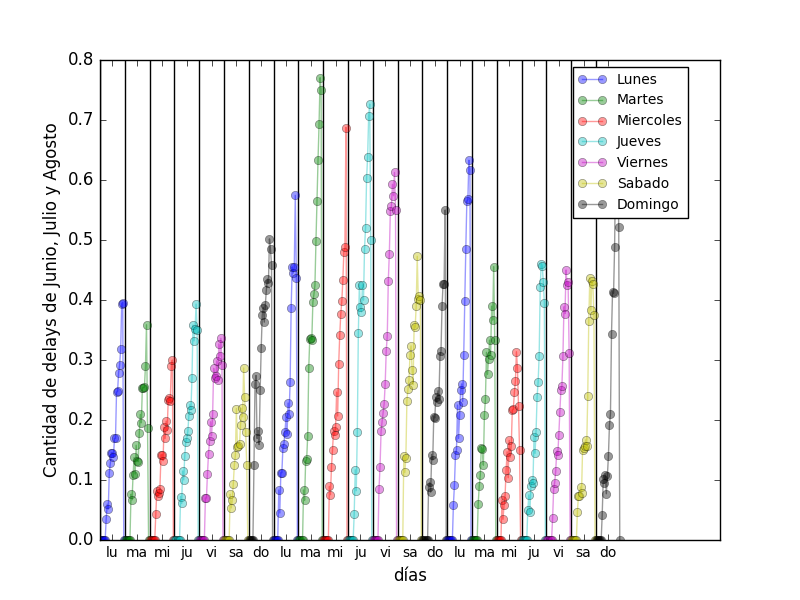 0.8
0.7
0.6
0.5
0.4
0.3
0.2
0.1
0.0
Cantidad de delays de Junio, Julio y Agosto
Lunes
Martes
Miercoles
Jueves
Viernes
Sabado
Domingo
lu ma mi ju vi sa do lu ma mi ju vi sa do lu ma mi ju vi sa do
días